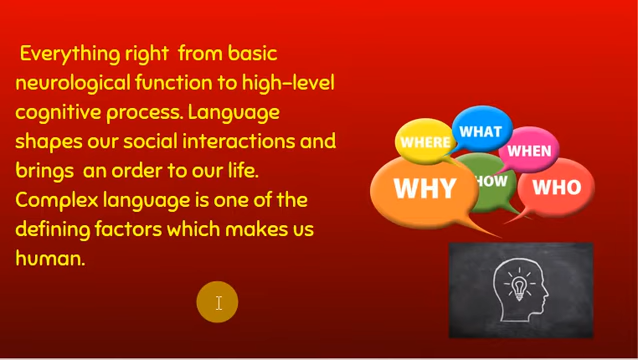 Everything right from basic
neurological function to high-level
cognitive process. Language
shapes our social interactions and
brings an order to our life.
Complex language is one of the
defining factors which makes us
human.
WHERE
WHAT
WHEN
WHY
HOW
WHO